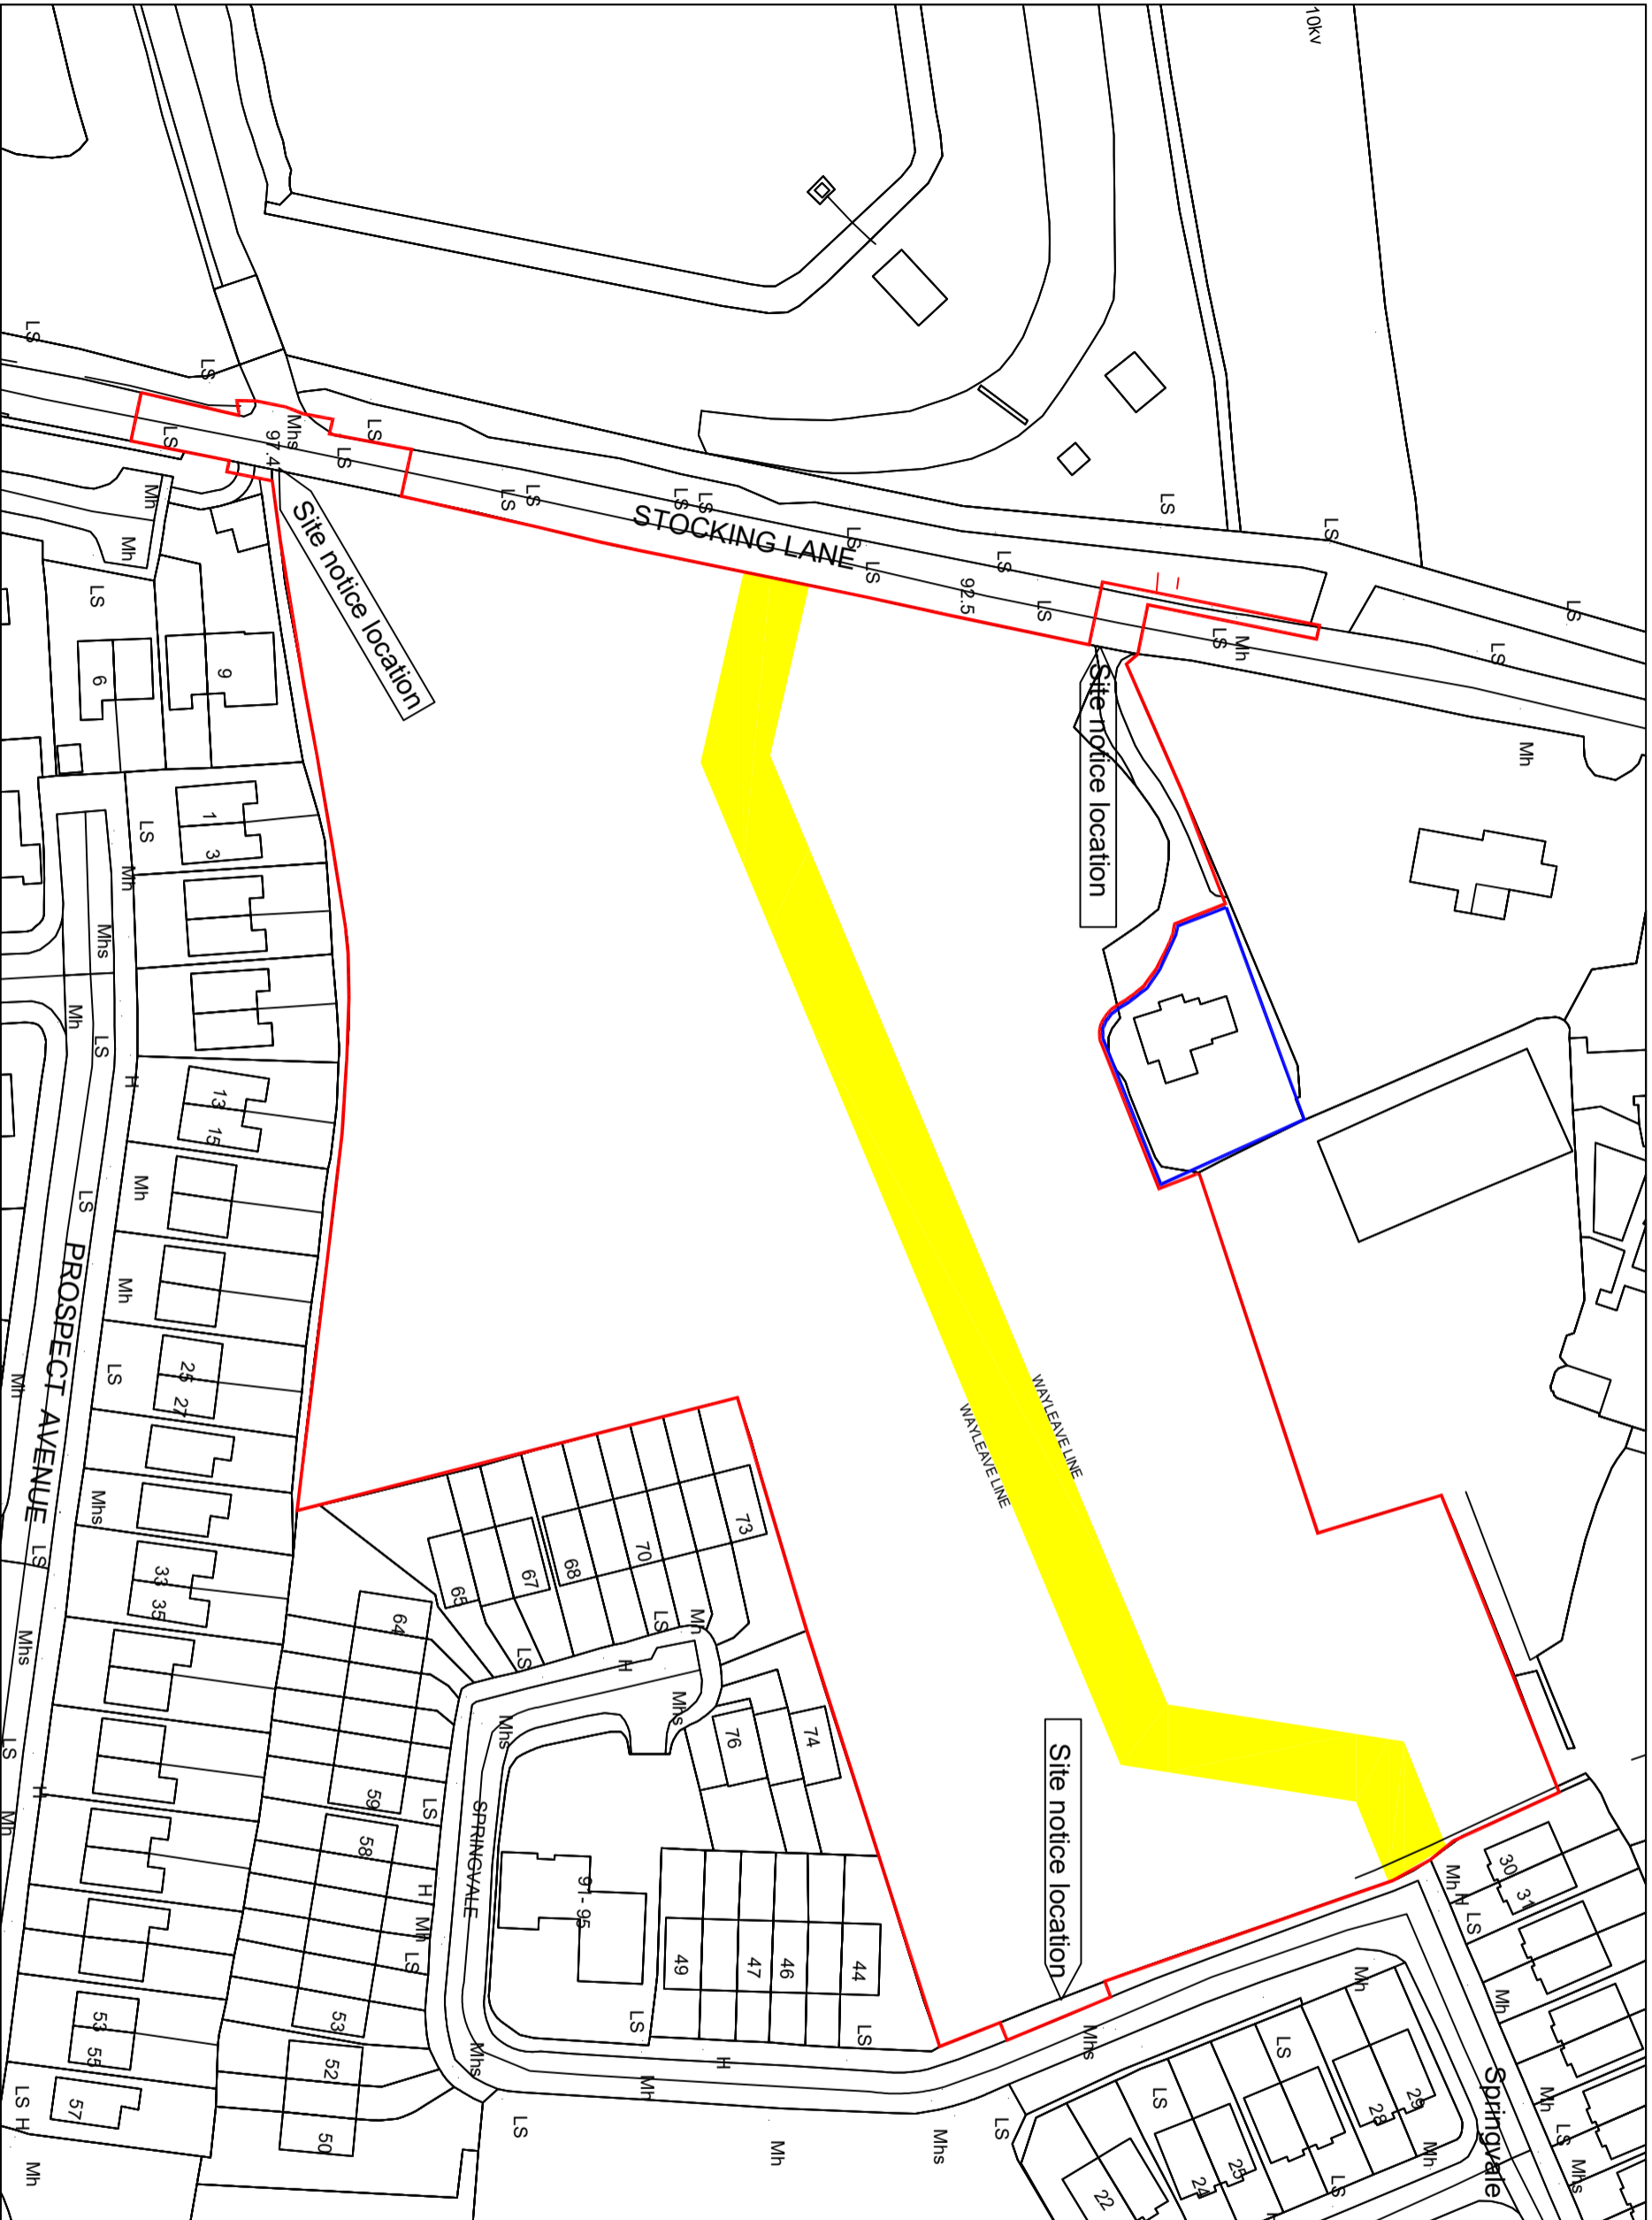 10kv
LS
LS
LS
LS
LS
LS
Mhs
97.4
LS
LS
LS
LS
LS
STOCKING LANE
LS
LS
LS
92.5
LS
LS
LS
LS
Mh
LS
LS
Mh
Site notice location
Site notice location
Mh
Mh
LS
6
9
1
3
LS
Mh
Mhs
Mh
LS
H
13
15
Mh
LS
PROSPECT AVENUE
Mh
LS
25
27
Mh
Mhs
LS
33
35
Mhs
LS
H
Mh
53
55
57
LS
H
Mh
WAYLEAVE LINE
WAYLEAVE LINE
73
70
68
67
65
64
LS
Mh
LS
H
Mhs
Mhs
76
74
59
LS
58
SPRINGVALE
H
Mh
LS
91-95
49
47
46
44
LS
LS
53
52
50
Mhs
H
Mh
LS
Mh
Mhs
LS
Site notice location
Mhs
30
31
Mh
H
LS
Mh
Mh
LS
Mhs
Springvale
Mh
LS
29
28
Mh
LS
25
24
22
LS